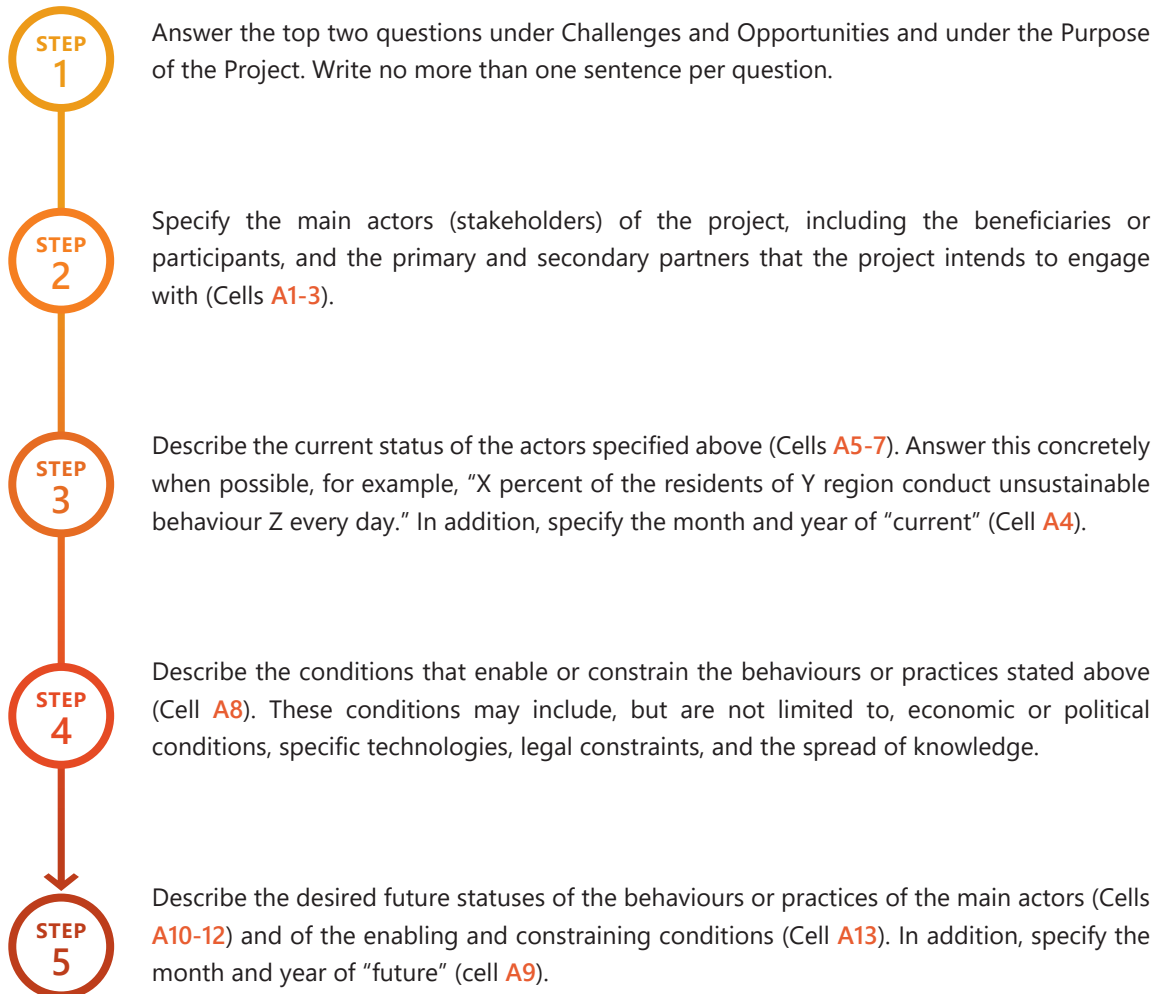 STEP
1
Answer the top two questions under Challenges and Opportunities and under the Purpose
of the Project. Write no more than one sentence per question.
STEP
2
Specify the main actors (stakeholders) of the project, including the beneficiaries or
participants, and the primary and secondary partners that the project intends to engage
with (Cells A1-3).
STEP
3
Describe the current status of the actors specified above (Cells A5-7). Answer this concretely
when possible, for example, “X percent of the residents of Y region conduct unsustainable
behaviour Z every day.” In addition, specify the month and year of “current” (Cell A4).
STEP
4
Describe the conditions that enable or constrain the behaviours or practices stated above
(Cell A8). These conditions may include, but are not limited to, economic or political
conditions, specific technologies, legal constraints, and the spread of knowledge.
STEP
5
Describe the desired future statuses of the behaviours or practices of the main actors (Cells
A10-12) and of the enabling and constraining conditions (Cell A13). In addition, specify the
month and year of “future” (cell A9).